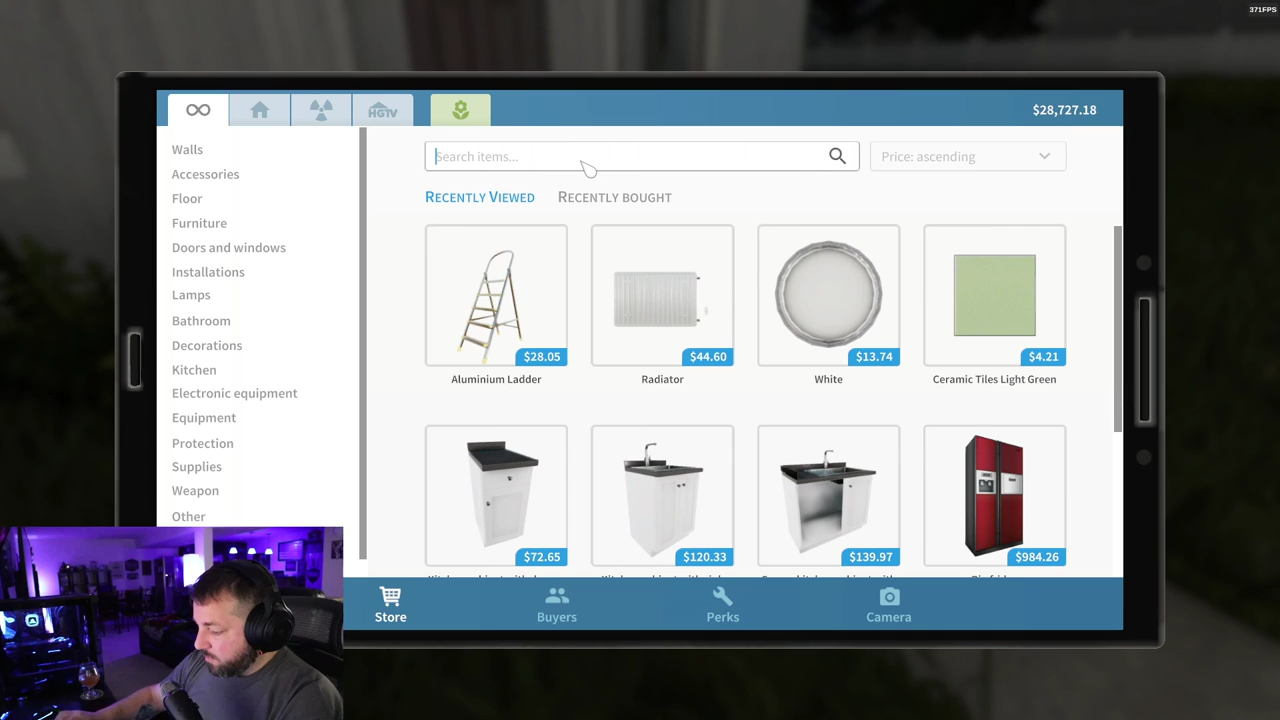 371FPS
HGTV
$28,727.18
Walls
Accessories
Floor
Furniture
Doors and windows
Installations
Lamps
Bathroom
Decorations
Kitchen
Electronic equipment
Equipment
Protection
Supplies
Weapon
Other
Search items...
Price: ascending
RECENTLY VIEWED RECENTLY BOUGHT
$28.05 $44.60 $13.74 $4.21
Aluminium Ladder Radiator White Ceramic Tiles Light Green
$72.65 $120.33 $139.97 $984.26
Store Buyers Perks Camera